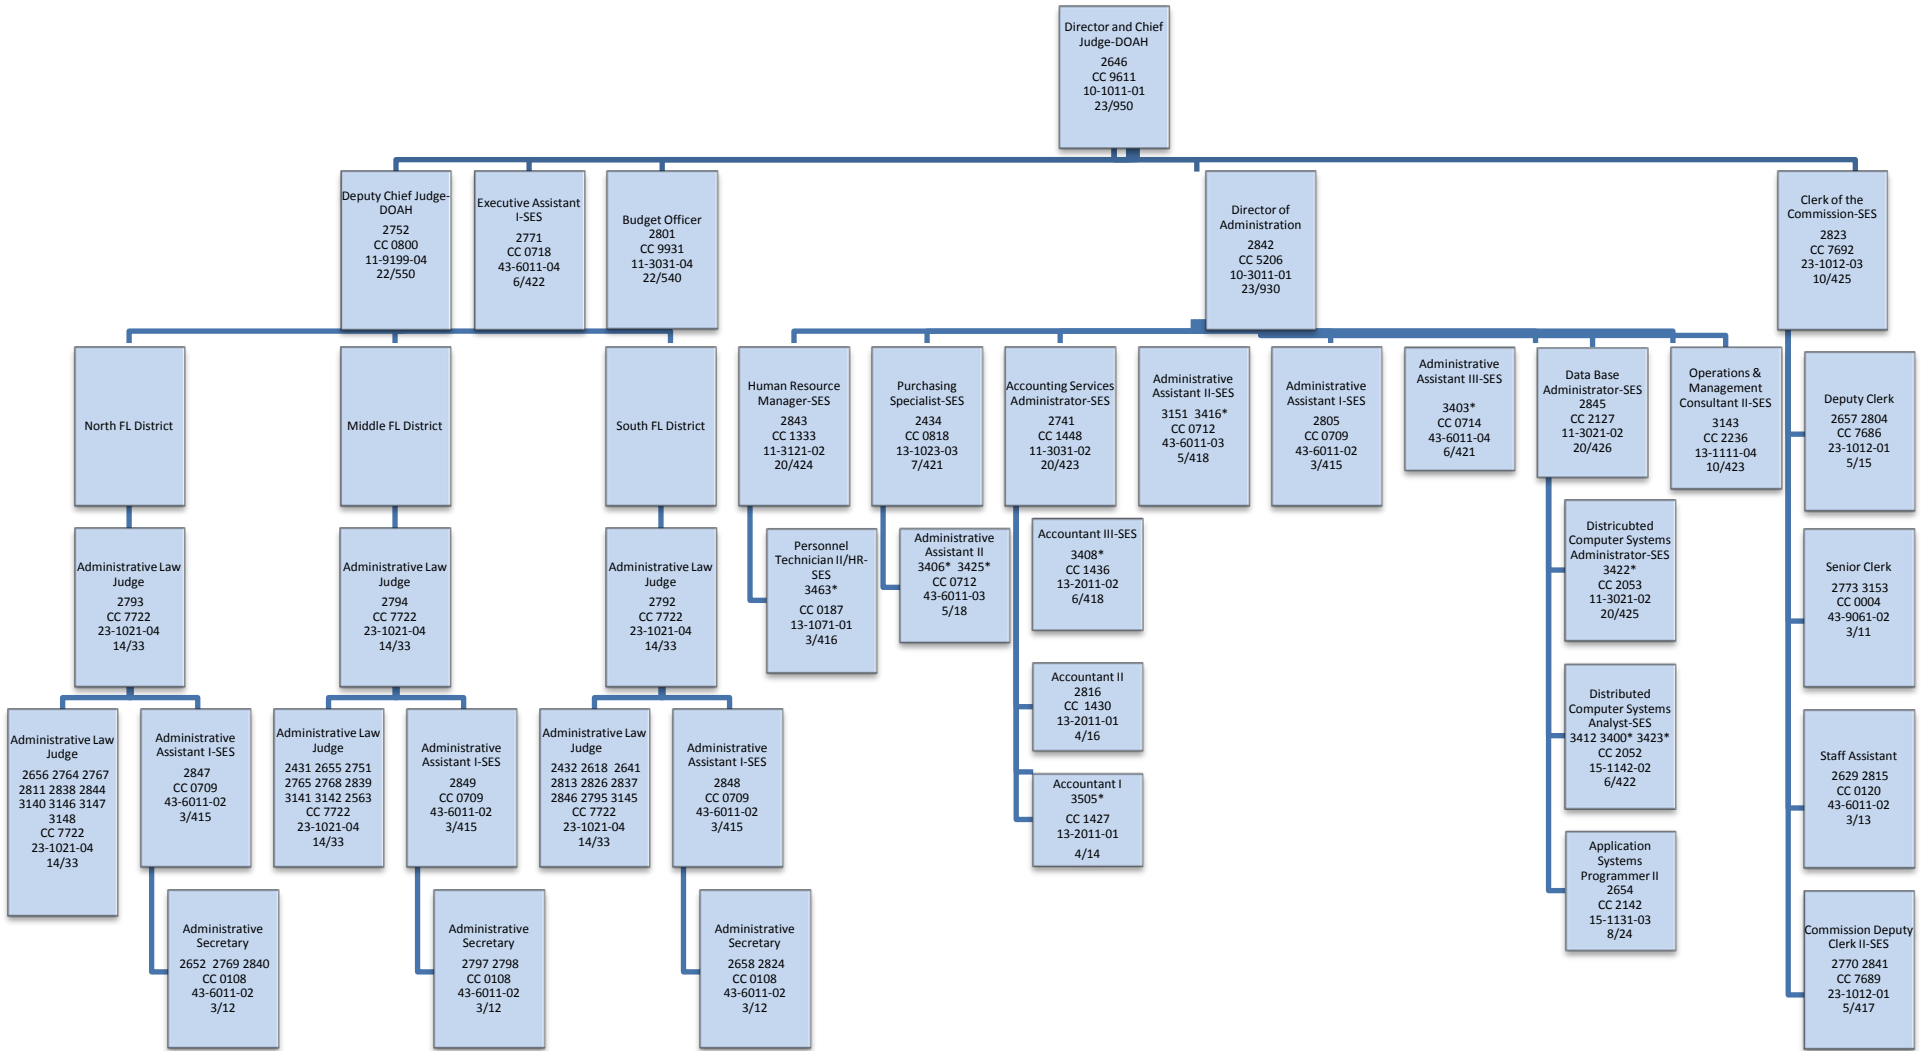 Director and Chief
Judge-DOAH
2646
CC 9611
10-1011-01
23/950
Deputy Chief Judge-
DOAH
2752
CC 0800
11-9199-04
22/550
Executive Assistant
I-SES
2771
CC 0718
43-6011-04
6/422
Budget Officer
2801
CC 9931
11-3031-04
22/540
Director of
Administration
2842
CC 5206
10-3011-01
23/930
Clerk of the
Commission-SES
2823
CC 7692
23-1012-03
10/425
North FL District
Middle FL District
South FL District
Human Resource
Manager-SES
2843
CC 1333
11-3121-02
20/424
Purchasing
Specialist-SES
2434
CC 0818
13-1023-03
7/421
Accounting Services
Administrator-SES
2741
CC 1448
11-3031-02
20/423
Administrative
Assistant II-SES
3151 3416*
CC 0712
43-6011-03
5/418
Administrative
Assistant I-SES
2805
CC 0709
43-6011-02
3/415
Administrative
Assistant III-SES
3403*
CC 0714
43-6011-04
6/421
Data Base
Administrator-SES
2845
CC 2127
11-3021-02
20/426
Operations &
Management
Consultant II-SES
3143
CC 2236
13-1111-04
10/423
Deputy Clerk
2657 2804
CC 7686
23-1012-01
5/15
Administrative Law
Judge
2793
CC 7722
23-1021-04
14/33
Administrative Law
Judge
2794
CC 7722
23-1021-04
14/33
Administrative Law
Judge
2792
CC 7722
23-1021-04
14/33
Personnel
Technician II/HR-
SES
3463*
CC 0187
13-1071-01
3/416
Administrative
Assistant II
3406* 3425*
CC 0712
43-6011-03
5/18
Accountant III-SES
3408*
CC 1436
13-2011-02
6/418
Districubted
Computer Systems
Administrator-SES
3422*
CC 2053
11-3021-02
20/425
Senior Clerk
2773 3153
CC 0004
43-9061-02
3/11
Accountant II
2816
CC 1430
13-2011-01
4/16
Distributed
Computer Systems
Analyst-SES
3412 3400* 3423*
CC 2052
15-1142-02
6/422
Administrative Law
Judge
2656 2764 2767
2811 2838 2844
3140 3146 3147
3148
CC 7722
23-1021-04
14/33
Administrative
Assistant I-SES
2847
CC 0709
43-6011-02
3/415
Administrative Law
Judge
2431 2655 2751
2765 2768 2839
3141 3142 2563
CC 7722
23-1021-04
14/33
Administrative
Assistant I-SES
2849
CC 0709
43-6011-02
3/415
Administrative Law
Judge
2432 2618 2641
2813 2826 2837
2846 2795 3145
CC 7722
23-1021-04
14/33
Administrative
Assistant I-SES
2848
CC 0709
43-6011-02
3/415
Accountant I
3505*
CC 1427
13-2011-01
4/14
Staff Assistant
2629 2815
CC 0120
43-6011-02
3/13
Application
Systems
Programmer II
2654
CC 2142
15-1131-03
8/24
Administrative
Secretary
2652 2769 2840
CC 0108
43-6011-02
3/12
Administrative
Secretary
2797 2798
CC 0108
43-6011-02
3/12
Administrative
Secretary
2658 2824
CC 0108
43-6011-02
3/12
Commission Deputy
Clerk II-SES
2770 2841
CC 7689
23-1012-01
5/417